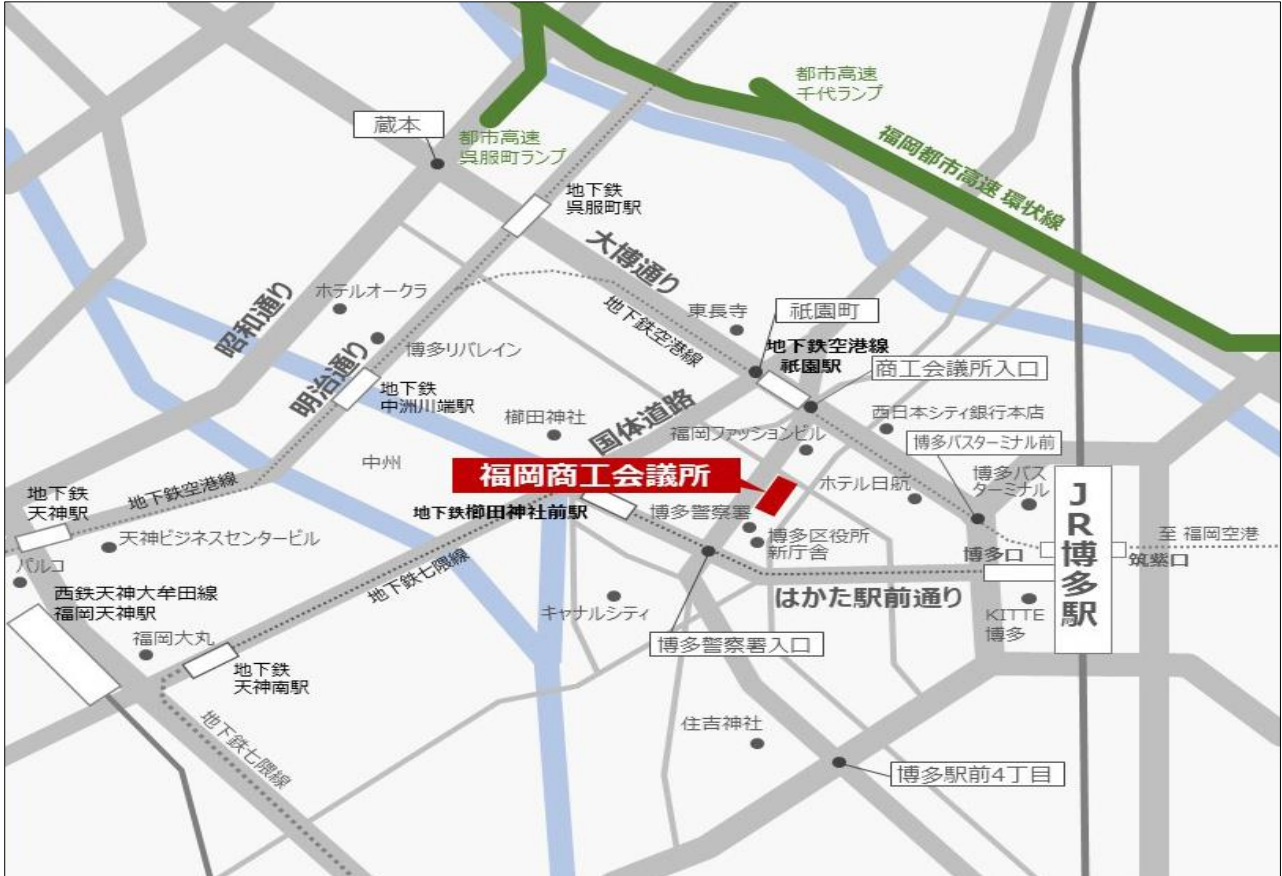 都市高速
千代ランプ
蔵本
都市高速
呉服町ランプ
福岡都市高速 環状線
地下鉄
呉服町駅
大博通り
昭和通り
ホテルオークラ
地下鉄空港線
東長寺
祇園町
明治通り
博多リバレイン
地下鉄空港線
祇園駅
商工会議所入口
地下鉄
中洲川端駅
櫛田神社
国体道路
西日本シティ銀行本店
福岡ファッションビル
博多バスターミナル前
中州
福岡商工会議所
博多バス
ターミナル
JR博多駅
ホテル日航
地下鉄
天神駅
地下鉄空港線
地下鉄櫛田神社前駅
博多警察署
天神ビジネスセンタービル
博多区役所
新庁舎
至 福岡空港
博多口
筑紫口
パルコ
地下鉄七隈線
西鉄天神大牟田線
福岡天神駅
キャナルシティ
はかた駅前通り
KITTE
博多
福岡大丸
博多警察署入口
地下鉄
天神南駅
地下鉄七隈線
住吉神社
博多駅前4丁目